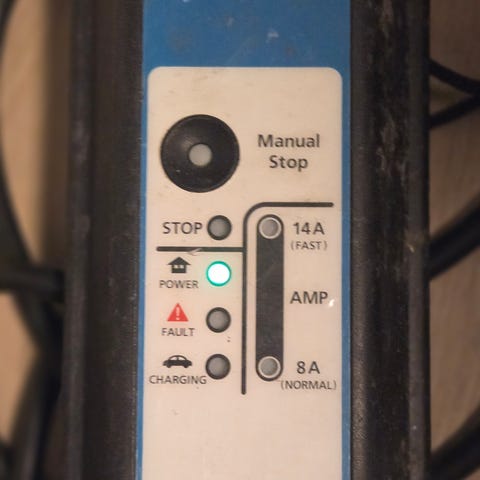 Manual
Stop
STOP
14A
(FAST)
POWER
AMP
FAULT
8A
(NORMAL)
CHARGING